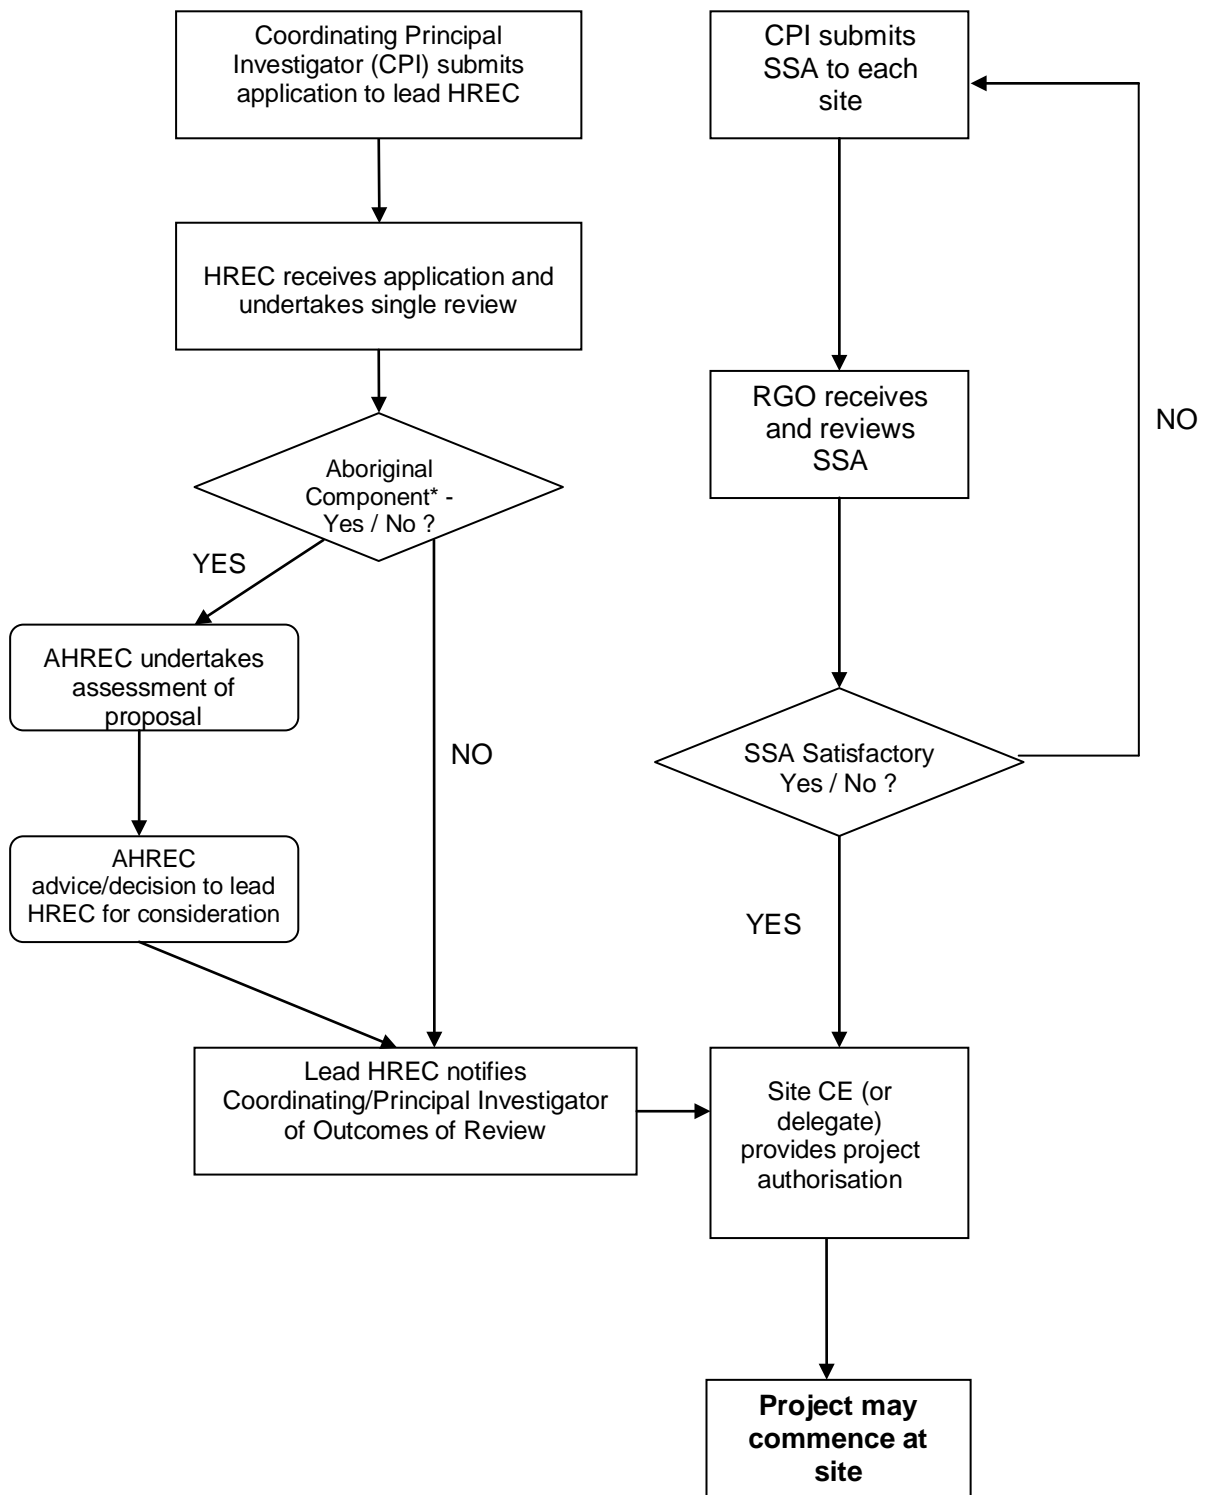 Coordinating Principal
Investigator (CPI) submits
application to lead HREC
CPI submits
SSA to each
site
HREC receives application and
undertakes single review
RGO receives
and reviews
SSA
NO
Aboriginal
Component* -
Yes / No ?
YES
AHREC undertakes
assessment of
proposal
NO
SSA Satisfactory
Yes / No ?
AHREC
advice/decision to lead
HREC for consideration
YES
Lead HREC notifies
Coordinating/Principal Investigator
of Outcomes of Review
Site CE (or
delegate)
provides project
authorisation
Project may
commence at
site